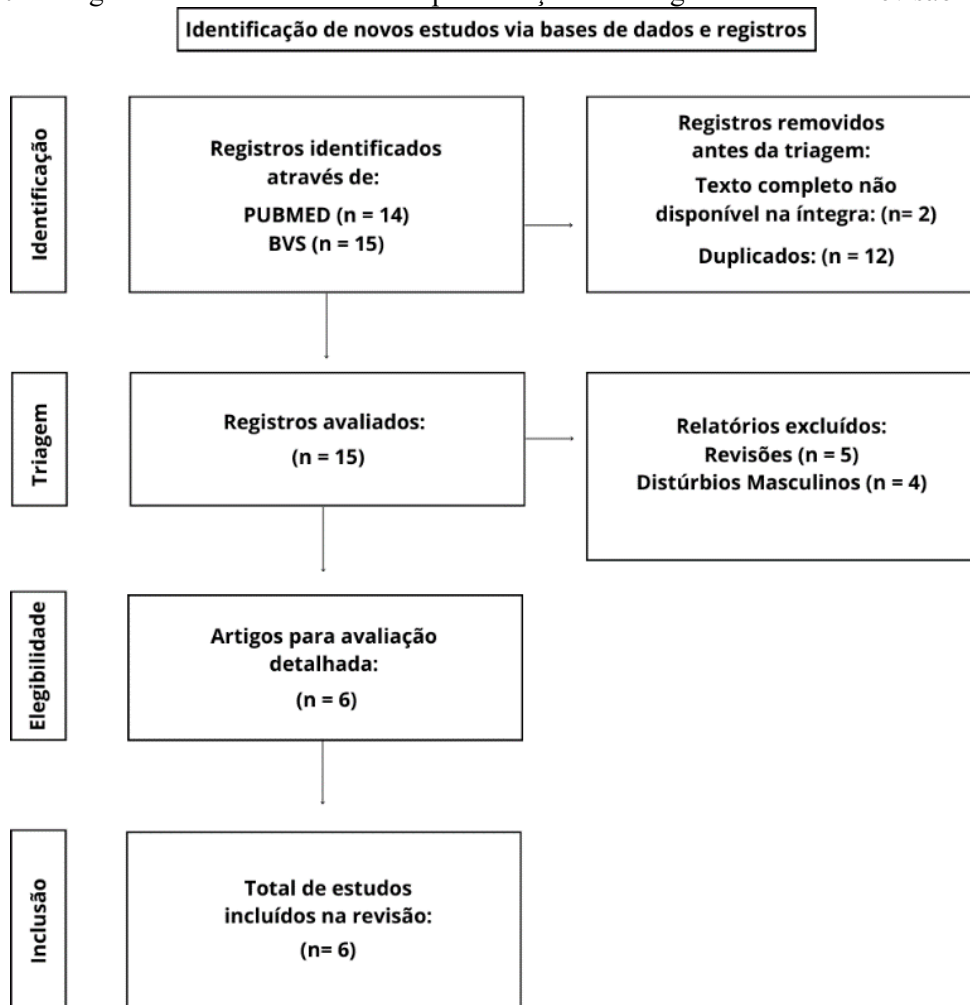 Identificação de novos estudos via bases de dados e registros
Identificação
Registros identificados
através de:
PUBMED (n = 14)
BVS (n = 15)
Registros removidos
antes da triagem:
Texto completo não
disponível na íntegra: (n= 2)
Duplicados: (n = 12)
Triagem
Registros avaliados:
(n = 15)
Relatórios excluídos:
Revisões (n = 5)
Distúrbios Masculinos (n = 4)
Elegibilidade
Artigos para avaliação
detalhada:
(n = 6)
Inclusão
Total de estudos
incluídos na revisão:
(n= 6)